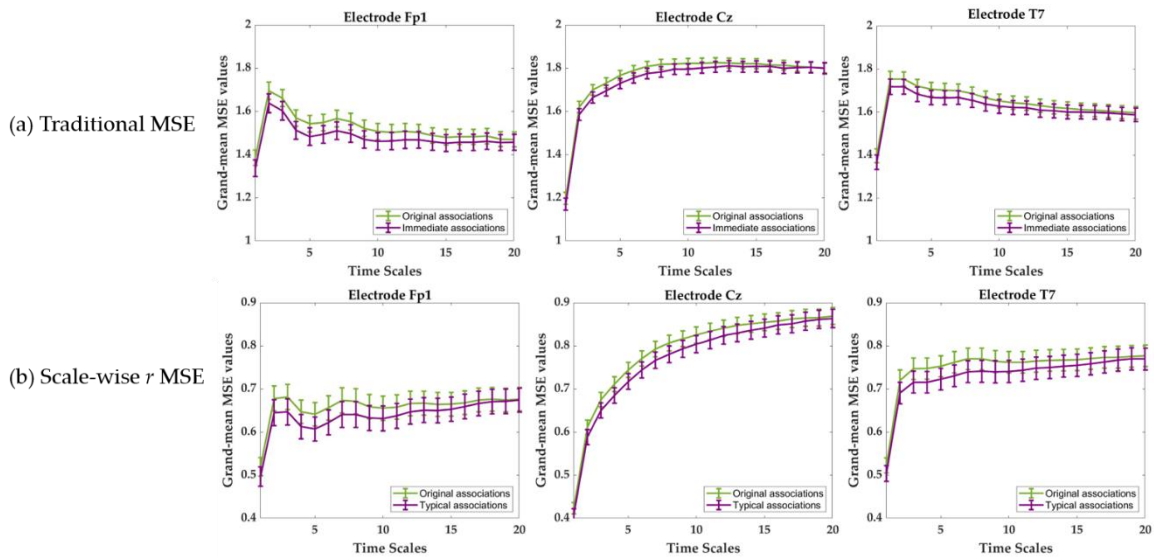 (a) Traditional MSE
Electrode Fp1
Grand-mean MSE values
2
1.8
1.6
1.4
1.2
1
5 10 15 20
Time Scales
Original associations
Immediate associations
Electrode Cz
Grand-mean MSE values
2
1.8
1.6
1.4
1.2
1
5 10 15 20
Time Scales
Original associations
Immediate associations
Electrode T7
Grand-mean MSE values
2
1.8
1.6
1.4
1.2
1
5 10 15 20
Time Scales
Original associations
Immediate associations
(b) Scale-wise r MSE
Electrode Fp1
Grand-mean MSE values
0.9
0.8
0.7
0.6
0.5
0.4
5 10 15 20
Time Scales
Original associations
Typical associations
Electrode Cz
Grand-mean MSE values
0.9
0.8
0.7
0.6
0.5
0.4
5 10 15 20
Time Scales
Original associations
Typical associations
Electrode T7
Grand-mean MSE values
0.9
0.8
0.7
0.6
0.5
0.4
5 10 15 20
Time Scales
Original associations
Typical associations